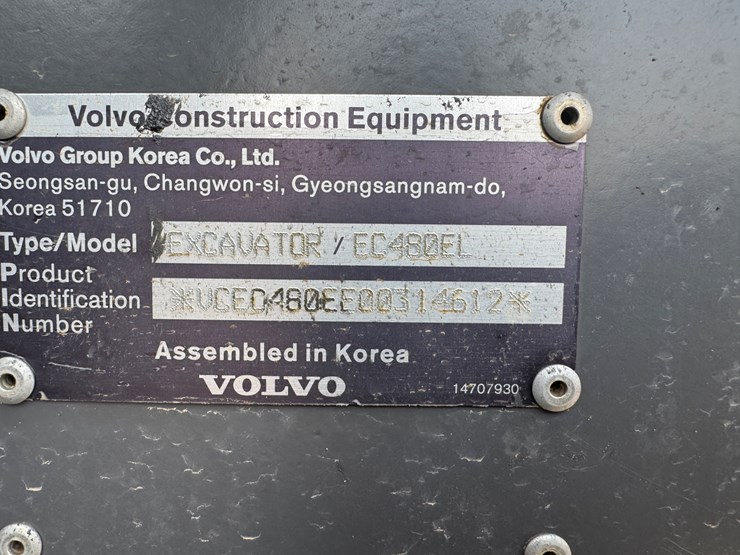 Volvo Construction Equipment
Volvo Group Korea Co., Ltd.
Seongsan-gu, Changwon-si, Gyeongsangnam-do,
Korea 51710
Type/Model EXCAVATOR / EC480EL
Product
Identification *VCEC480EE00314612*
Number
Assembled in Korea
VOLVO 14707930